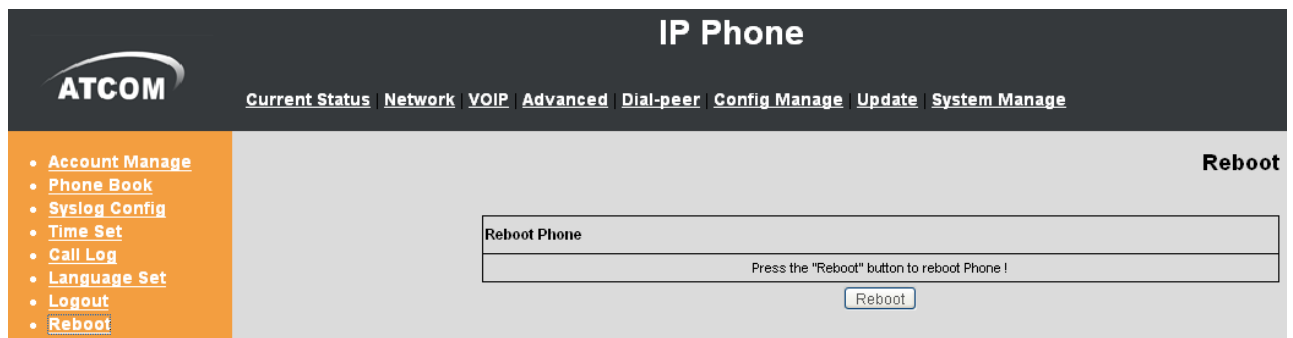 IP Phone
ATCOM
Current Status | Network | VOIP | Advanced | Dial-peer | Config Manage | Update | System Manage
Account Manage
Phone Book
Syslog Config
Time Set
Call Log
Language Set
Logout
Reboot
Reboot
Reboot Phone
Press the "Reboot" button to reboot Phone !
Reboot